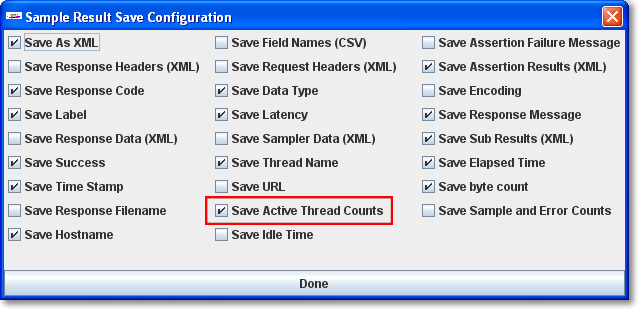 Sample Result Save Configuration
Save As XML Save Field Names (CSV) Save Assertion Failure Message
Save Response Headers (XML) Save Request Headers (XML) Save Assertion Results (XML)
Save Response Code Save Data Type Save Encoding
Save Label Save Latency Save Response Message
Save Response Data (XML) Save Sampler Data (XML) Save Sub Results (XML)
Save Success Save Thread Name Save Elapsed Time
Save Time Stamp Save URL Save byte count
Save Response Filename Save Active Thread Counts Save Sample and Error Counts
Save Hostname Save Idle Time
Done